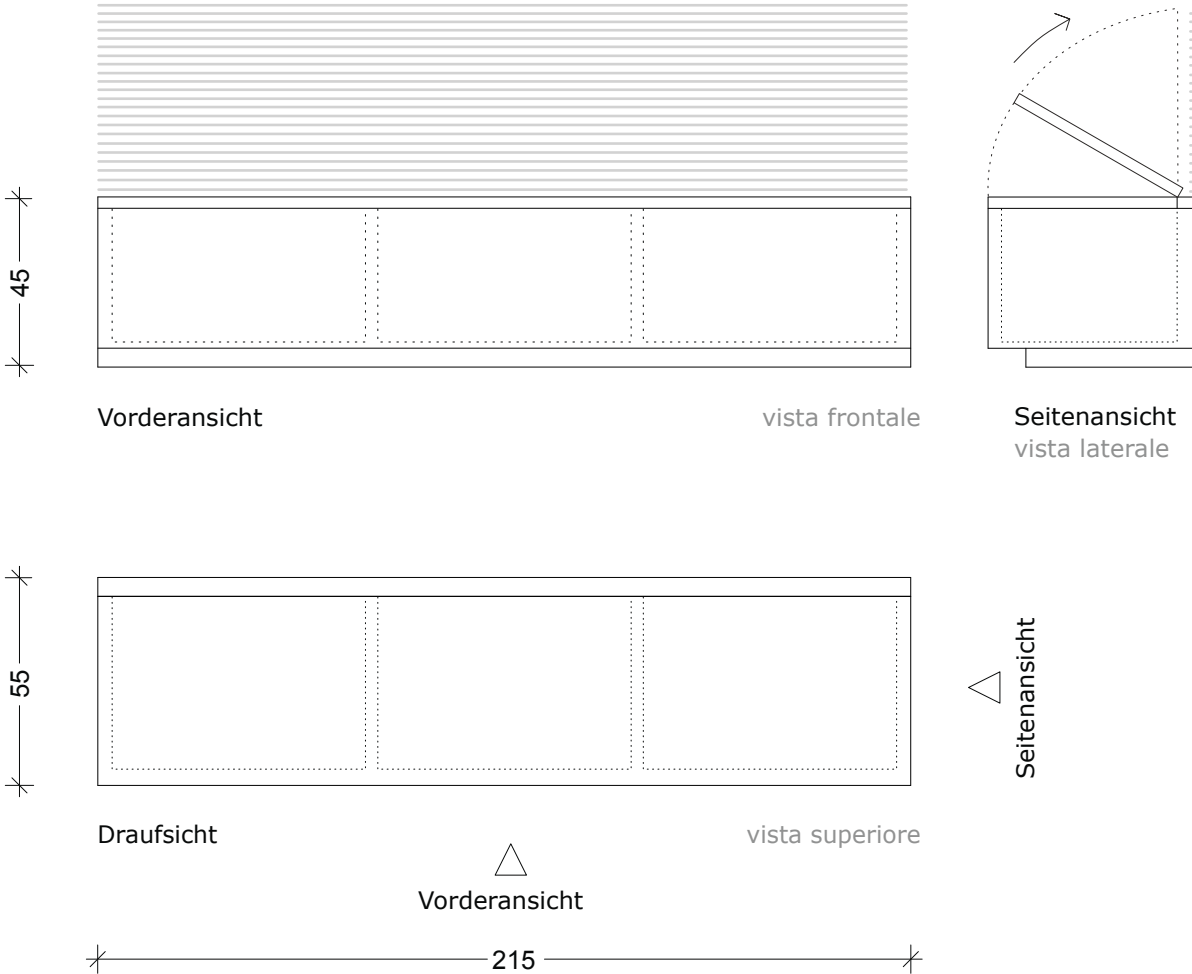 45
Vorderansicht
vista frontale
Seitenansicht
vista laterale
55
Seitenansicht
Draufsicht
vista superiore
Vorderansicht
215